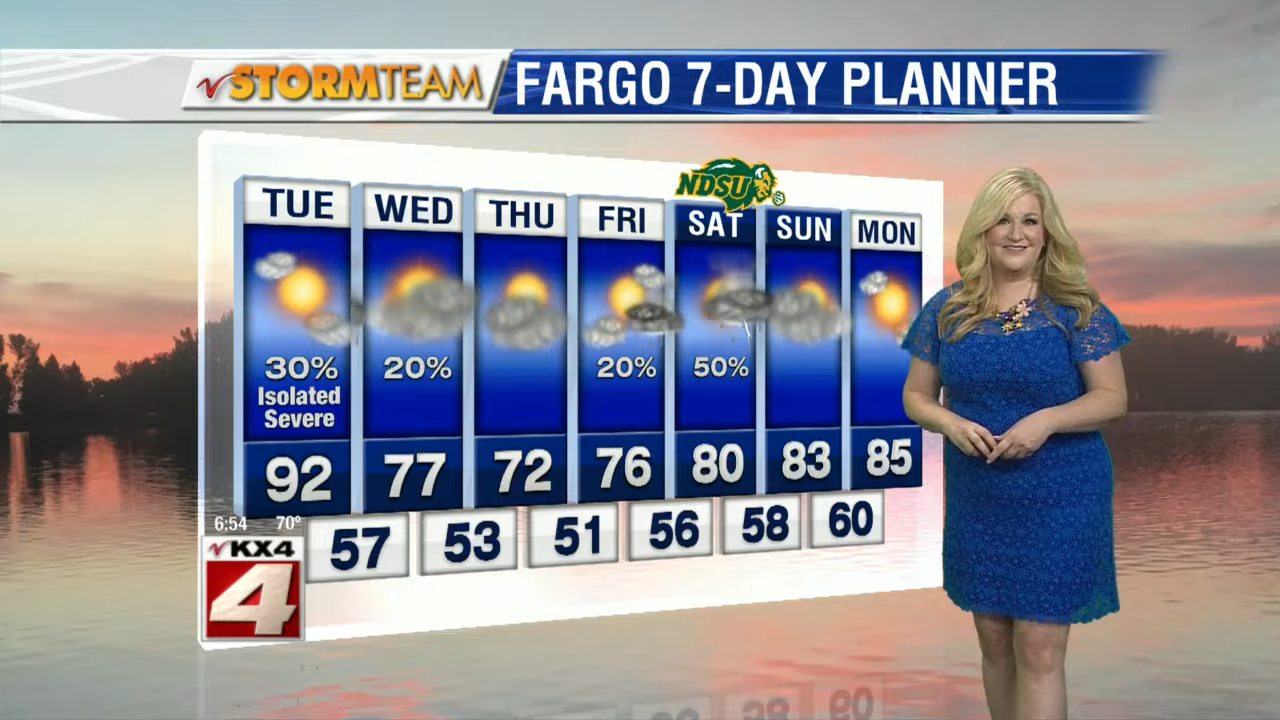 STORMTEAM FARGO 7-DAY PLANNER
NDSU
TUE WED THU FRI SAT SUN MON
30% 20% 20% 50%
Isolated
Severe
92 77 72 76 80 83 85
57 53 51 56 58 60
6:54 70°
KX4
4